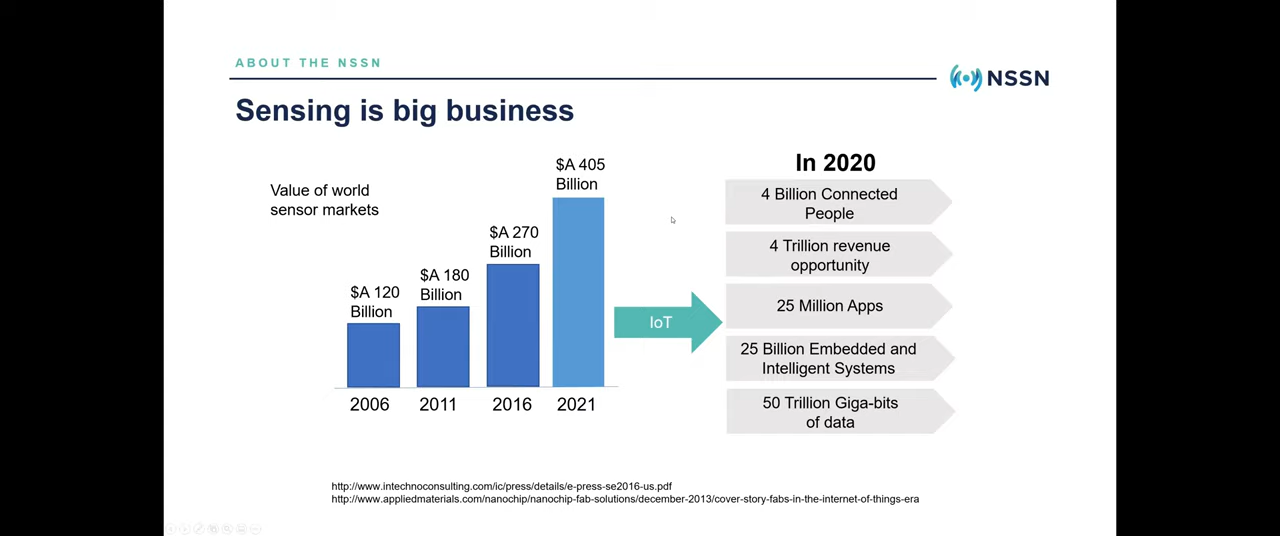 ABOUT THE NSSN
NSSN
Sensing is big business
Value of world
sensor markets
$A 120
Billion
$A 180
Billion
$A 270
Billion
$A 405
Billion
2006
2011
2016
2021
IoT
In 2020
4 Billion Connected
People
4 Trillion revenue
opportunity
25 Million Apps
25 Billion Embedded and
Intelligent Systems
50 Trillion Giga-bits
of data
http://www.intechnoconsulting.com/ic/press/details/e-press-se2016-us.pdf
http://www.appliedmaterials.com/nanochip/nanochip-fab-solutions/december-2013/cover-story-fabs-in-the-internet-of-things-era